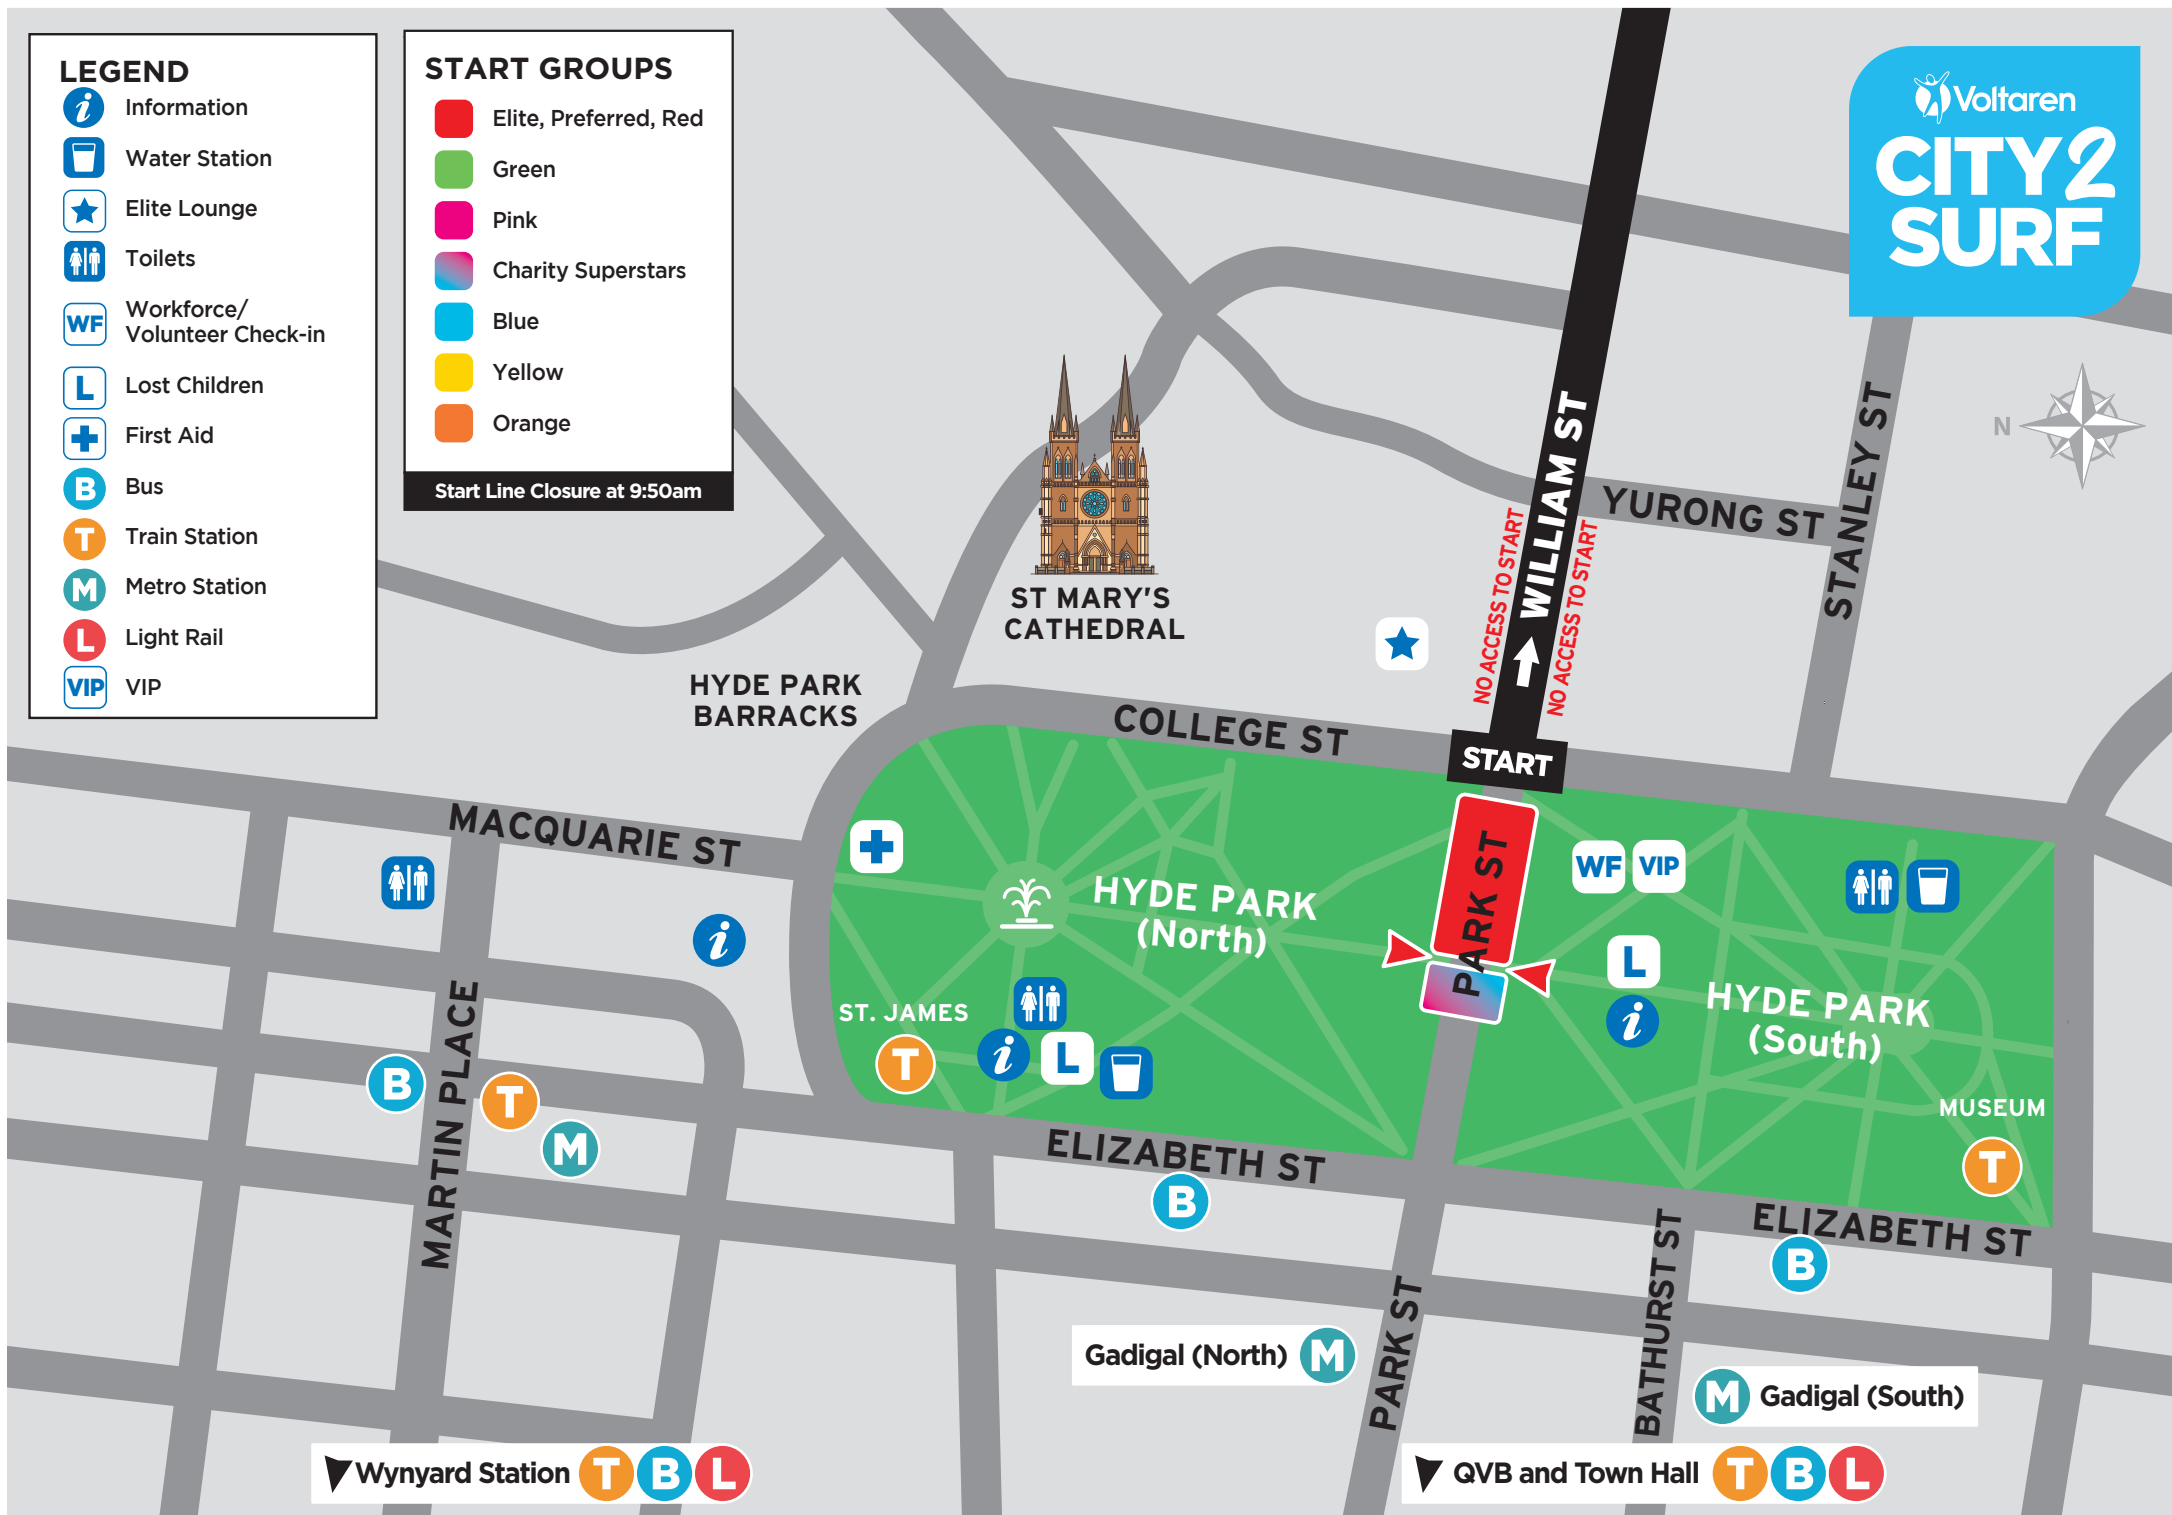 LEGEND
Information
Water Station
Elite Lounge
Toilets
WF
Workforce/
Volunteer Check-in
L
Lost Children
First Aid
B
Bus
T
Train Station
M
Metro Station
L
Light Rail
VIP
VIP
START GROUPS
Elite, Preferred, Red
Green
Pink
Charity Superstars
Blue
Yellow
Orange
Start Line Closure at 9:50am
Voltaren
CITY2
SURF
N
WILLIAM ST
YURONG ST
STANLEY ST
NO ACCESS TO START
NO ACCESS TO START
ST MARY'S
CATHEDRAL
HYDE PARK
BARRACKS
COLLEGE ST
START
MACQUARIE ST
PARK ST
WF
VIP
HYDE PARK
(North)
L
i
HYDE PARK
(South)
i
ST. JAMES
T
i
L
MARTIN PLACE
B
T
M
MUSEUM
T
ELIZABETH ST
B
ELIZABETH ST
B
BATHURST ST
PARK ST
Gadigal (North) M
M Gadigal (South)
Wynyard Station T B L
QVB and Town Hall T B L